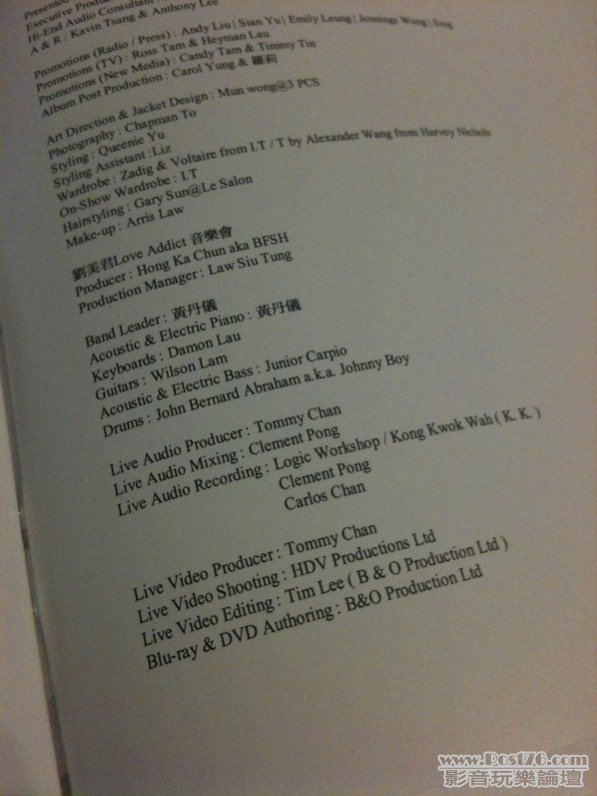 Presented
Executive Produ
Hi-End Audio Consultant
A & R : Kavin Tsang & Anthony Lee
Promotions (Radio / Press) : Andy Liu | Sian Yu | Emily Leung | Jennings Wong | Yung
Promotions (TV) : Ross Tam & Heyman Lau
Promotions (New Media) : Candy Tam & Timmy Tin
Album Post Production : Carol Yung & 羅莉
Art Direction & Jacket Design : Mun wong@3 PCS
Photography : Chapman To
Styling : Queenie Yu
Styling Assistant :Liz
Wardrobe : Zadig & Voltaire from I.T / T by Alexander Wang from Harvey Nichols
On-Show Wardrobe : I.T
Hairstyling : Gary Sun@Le Salon
Make-up : Arris Law
劉美君Love Addict 音樂會
Producer : Hong Ka Chun aka BFSH
Production Manager : Law Siu Tung
Band Leader : 黃丹儀
Acoustic & Electric Piano : 黃丹儀
Keyboards : Damon Lau
Guitars : Wilson Lam
Acoustic & Electric Bass : Junior Carpio
Drums : John Bernard Abraham a.k.a. Johnny Boy
Live Audio Producer : Tommy Chan
Live Audio Mixing : Clement Pong
Live Audio Recording : Logic Workshop / Kong Kwok Wah ( K. K. )
Clement Pong
Carlos Chan
Live Video Producer : Tommy Chan
Live Video Shooting : HDV Productions Ltd
Live Video Editing : Tim Lee ( B & O Production Ltd )
Blu-ray & DVD Authoring : B&O Production Ltd
www.Post76.com
影音玩樂論壇